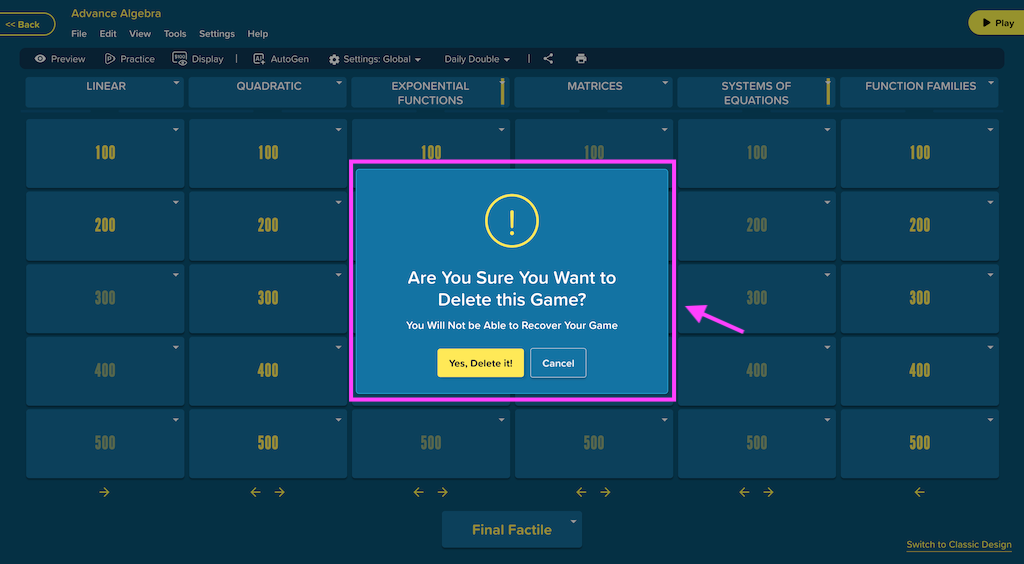 << Back
Advance Algebra
File Edit View Tools Settings Help
Play
Preview Practice $100 Display | AutoGen Settings: Global Daily Double |
LINEAR QUADRATIC EXPONENTIAL FUNCTIONS MATRICES SYSTEMS OF EQUATIONS FUNCTION FAMILIES
100 100 100 100 100 100
200 200 200 200
300 300 300 300
400 400 400 400
500 500 500 500 500 500
!
Are You Sure You Want to
Delete this Game?
You Will Not be Able to Recover Your Game
Yes, Delete it! Cancel
Final Factile
Switch to Classic Design